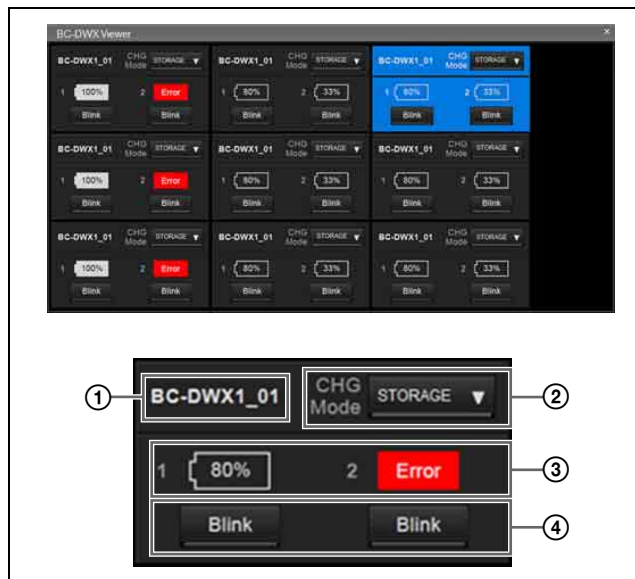 BC-DWX Viewer ×
BC-DWX1_01 CHG Mode STORAGE ▼ BC-DWX1_01 CHG Mode STORAGE ▼ BC-DWX1_01 CHG Mode STORAGE ▼
1 100% 2 Error 1 80% 2 33% 1 80% 2 33%
Blink Blink Blink Blink Blink Blink
BC-DWX1_01 CHG Mode STORAGE ▼ BC-DWX1_01 CHG Mode STORAGE ▼ BC-DWX1_01 CHG Mode STORAGE ▼
1 100% 2 Error 1 80% 2 33% 1 80% 2 33%
Blink Blink Blink Blink Blink Blink
BC-DWX1_01 CHG Mode STORAGE ▼ BC-DWX1_01 CHG Mode STORAGE ▼ BC-DWX1_01 CHG Mode STORAGE ▼
1 100% 2 Error 1 80% 2 33% 1 80% 2 33%
Blink Blink Blink Blink Blink Blink
① BC-DWX1_01 CHG Mode STORAGE ▼ ②
1 80% 2 Error ③
Blink Blink ④